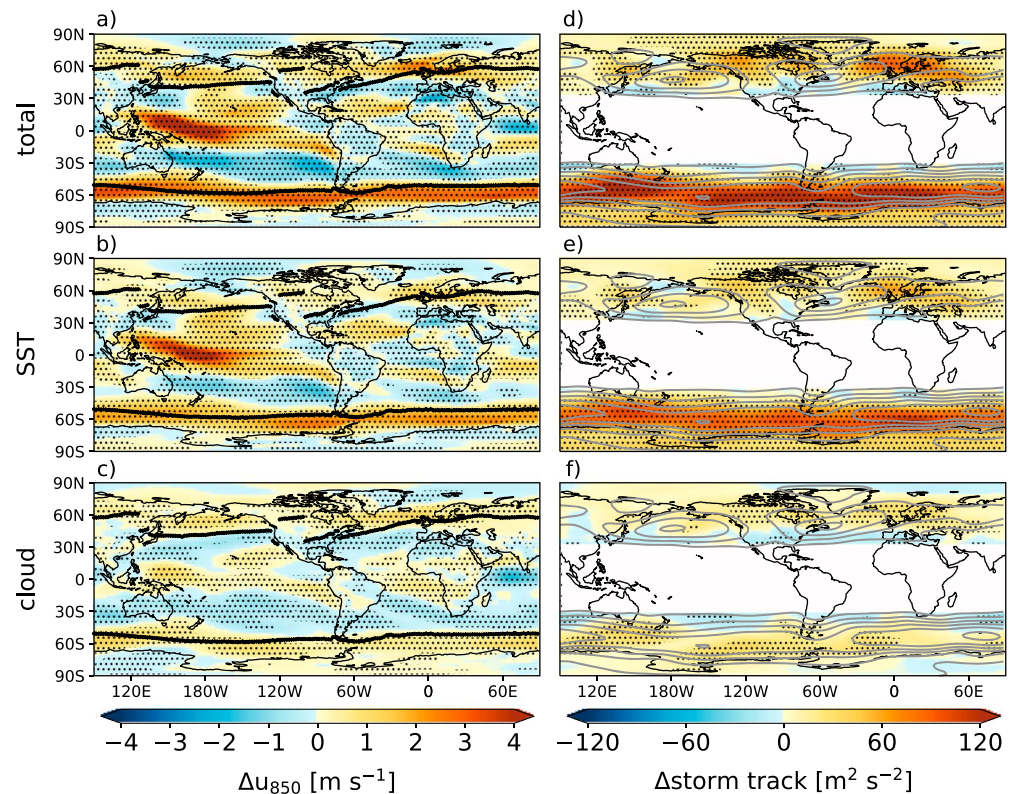 a)
d)
total
90N
60N
30N
0
30S
60S
90S
b)
e)
SST
90N
60N
30N
0
30S
60S
90S
c)
f)
cloud
90N
60N
30N
0
30S
60S
90S
120E 180W 120W 60W 0 60E
120E 180W 120W 60W 0 60E
−4 −3 −2 −1 0 1 2 3 4
−120 −60 0 60 120
Δu₈₅₀ [m s⁻¹]
Δstorm track [m² s⁻²]